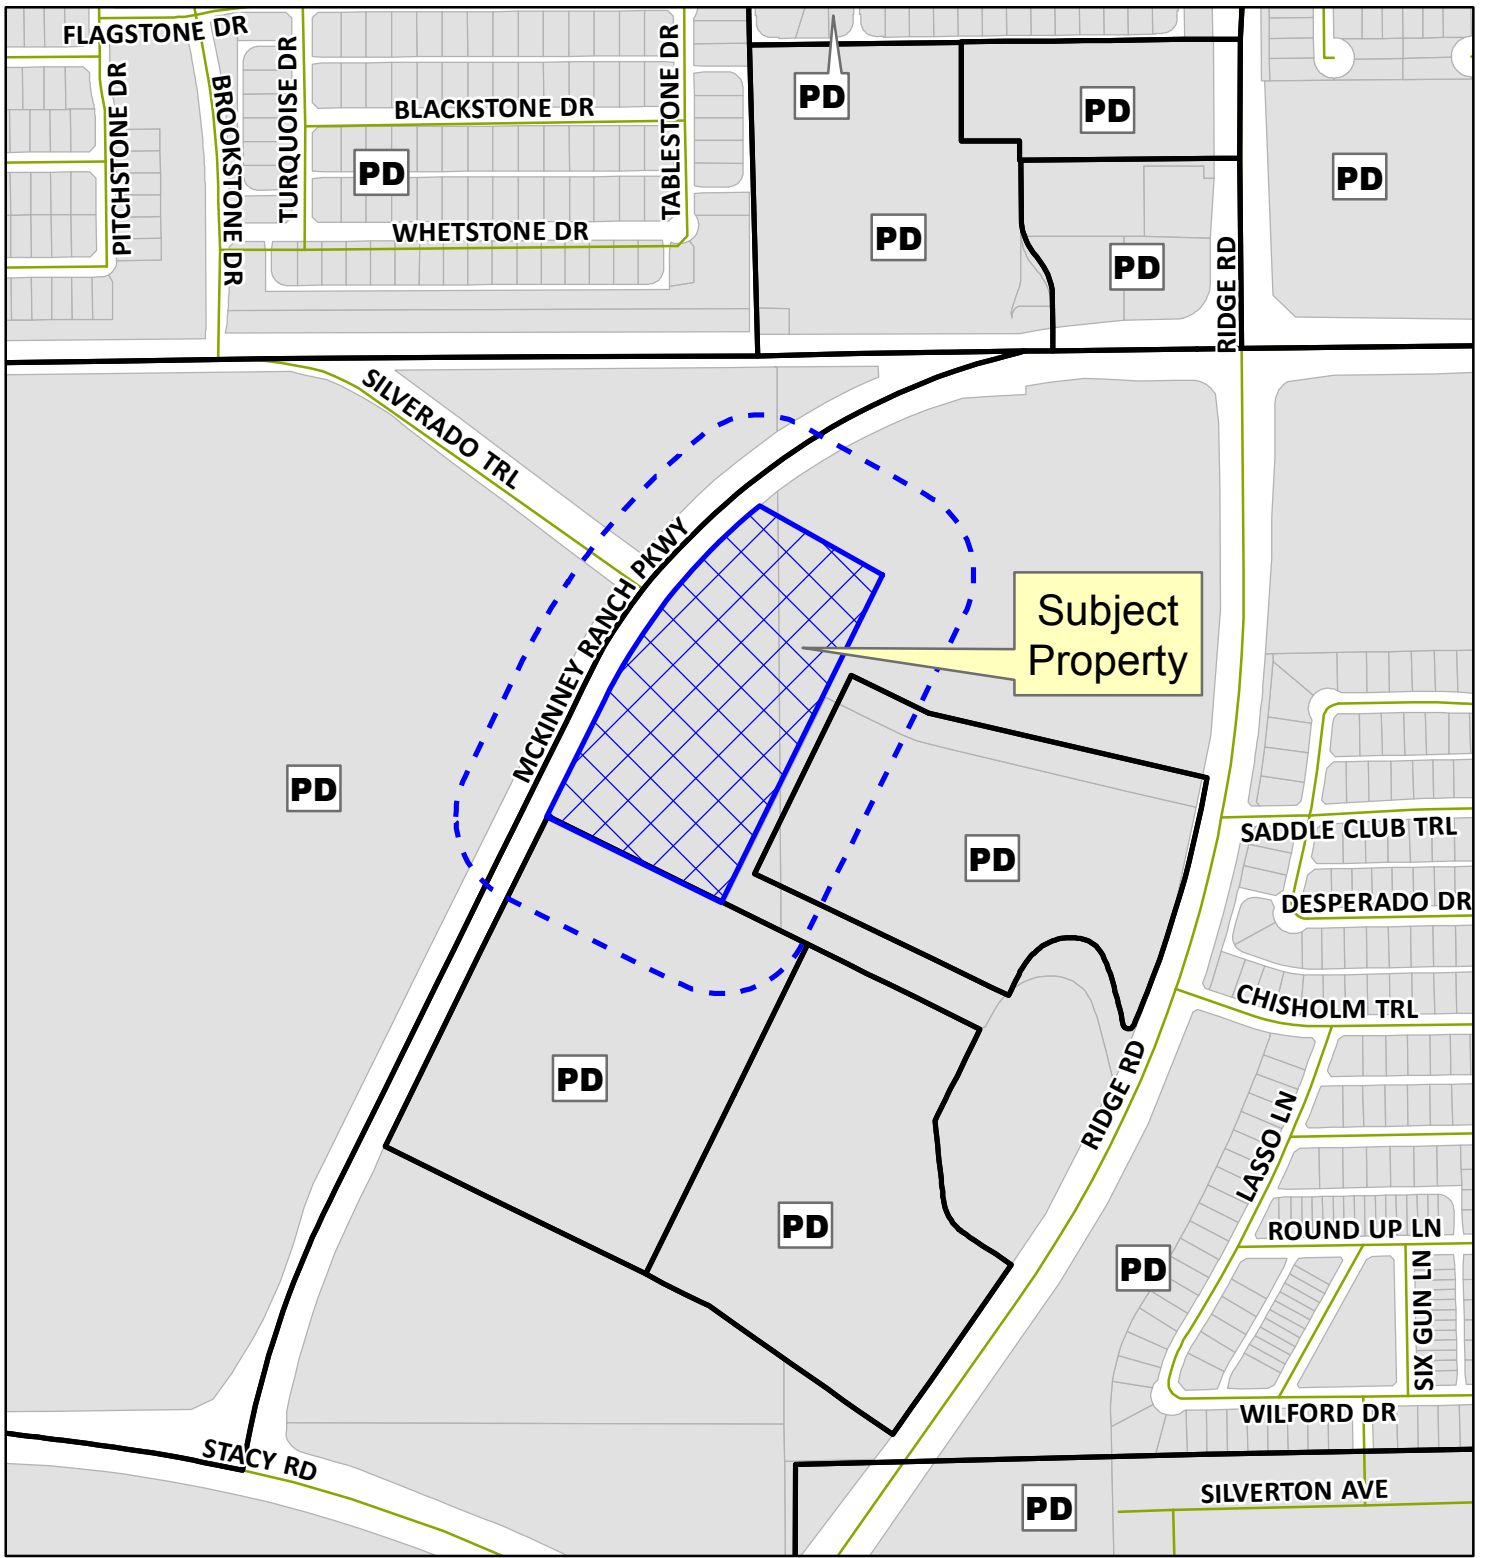 FLAGSTONE DR
PITCHSTONE DR
BROOKSTONE DR
TURQUOISE DR
BLACKSTONE DR
TABLESTONE DR
WHETSTONE DR
PD
PD
PD
PD
PD
PD
RIDGE RD
SILVERADO TRL
MCKINNEY RANCH PKWY
Subject
Property
PD
PD
SADDLE CLUB TRL
DESPERADO DR
CHISHOLM TRL
RIDGE RD
LASSO LN
PD
PD
PD
ROUND UP LN
SIX GUN LN
WILFORD DR
STACY RD
SILVERTON AVE
PD